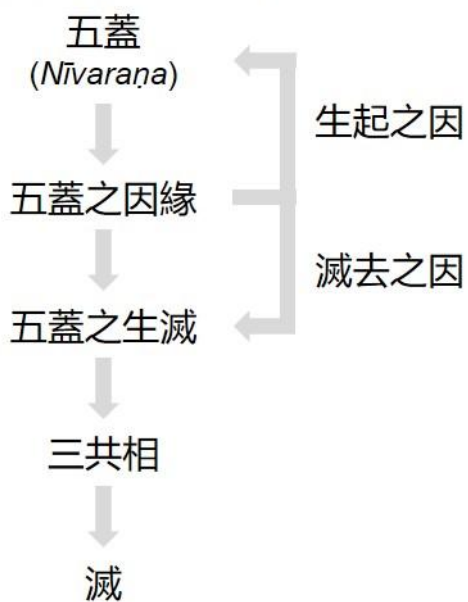 五蓋
(Nīvaraṇa)
生起之因
五蓋之因緣
滅去之因
五蓋之生滅
三共相
滅